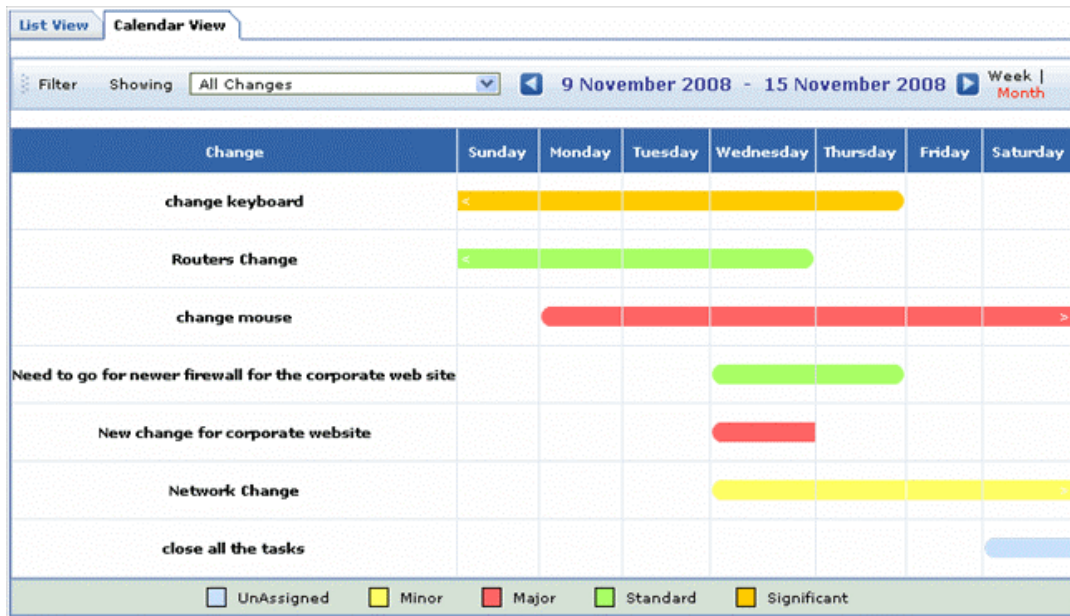 List View Calendar View
Filter Showing All Changes 9 November 2008 - 15 November 2008 Week |
Month
Change Sunday Monday Tuesday Wednesday Thursday Friday Saturday
change keyboard <
Routers Change <
change mouse >
Need to go for newer firewall for the corporate web site
New change for corporate website
Network Change >
close all the tasks
UnAssigned Minor Major Standard Significant